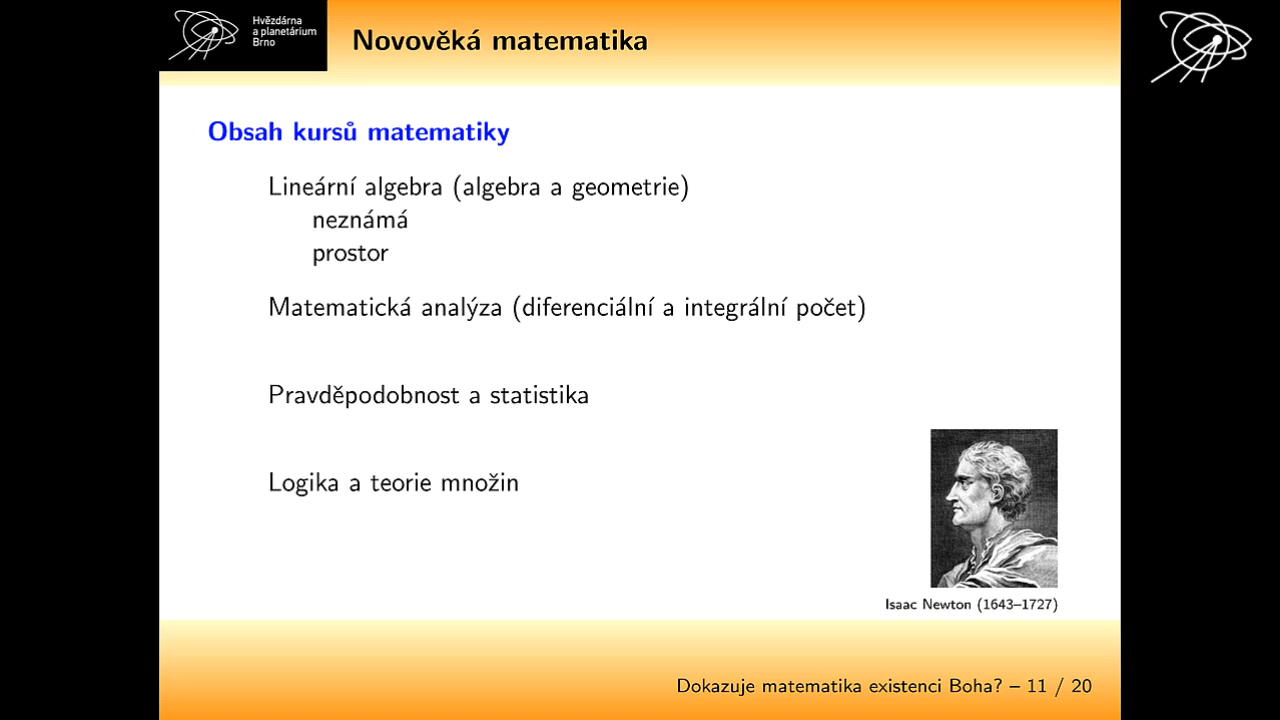 Hvězdárna
a planetárium
Brno
Novověká matematika
Obsah kursů matematiky
Lineární algebra (algebra a geometrie)
neznámá
prostor
Matematická analýza (diferenciální a integrální počet)
Pravděpodobnost a statistika
Logika a teorie množin
Isaac Newton (1643–1727)
Dokazuje matematika existenci Boha? – 11 / 20